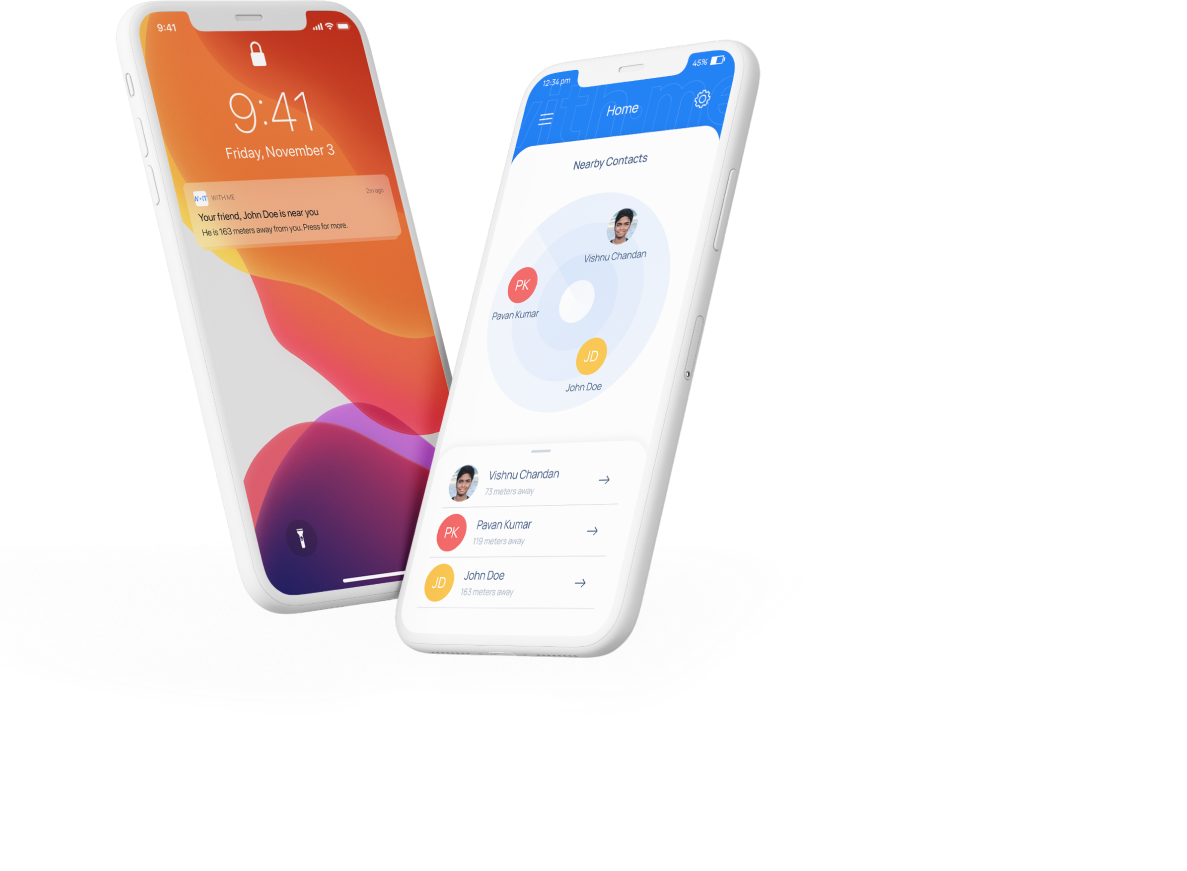 9:41
9:41
Friday, November 3
WITH ME
2m ago
Your friend, John Doe is near you
He is 163 meters away from you. Press for more.
12:34 pm
45%
Home
Nearby Contacts
Vishnu Chandan
PK
Pavan Kumar
JD
John Doe
Vishnu Chandan
73 meters away
PK
Pavan Kumar
119 meters away
JD
John Doe
163 meters away